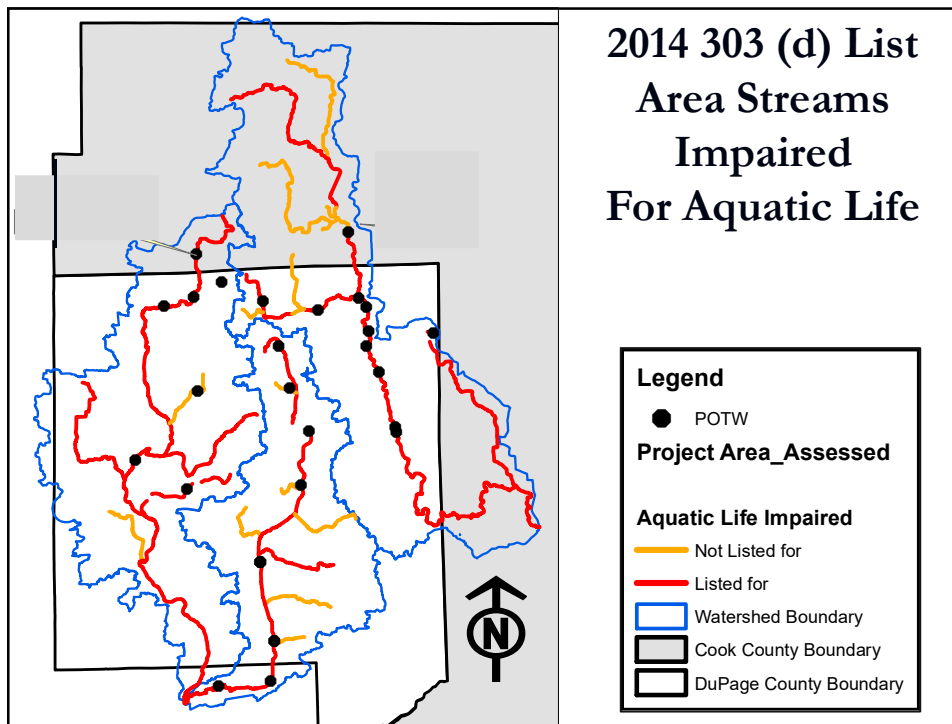 2014 303 (d) List
Area Streams
Impaired
For Aquatic Life
Legend
POTW
Project Area_Assessed
Aquatic Life Impaired
Not Listed for
Listed for
Watershed Boundary
Cook County Boundary
DuPage County Boundary
N